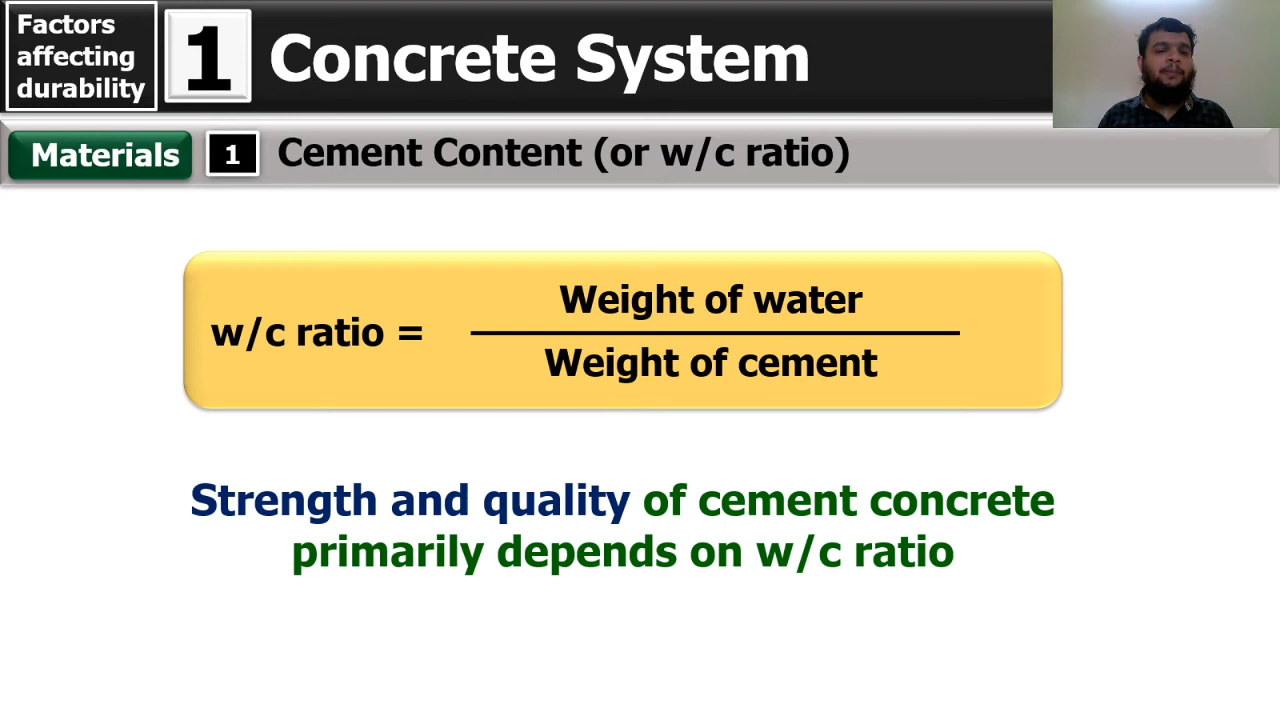 Factors
affecting
durability
1
Concrete System
Materials
1
Cement Content (or w/c ratio)
Weight of water
w/c ratio =
Weight of cement
Strength and quality of cement concrete
primarily depends on w/c ratio